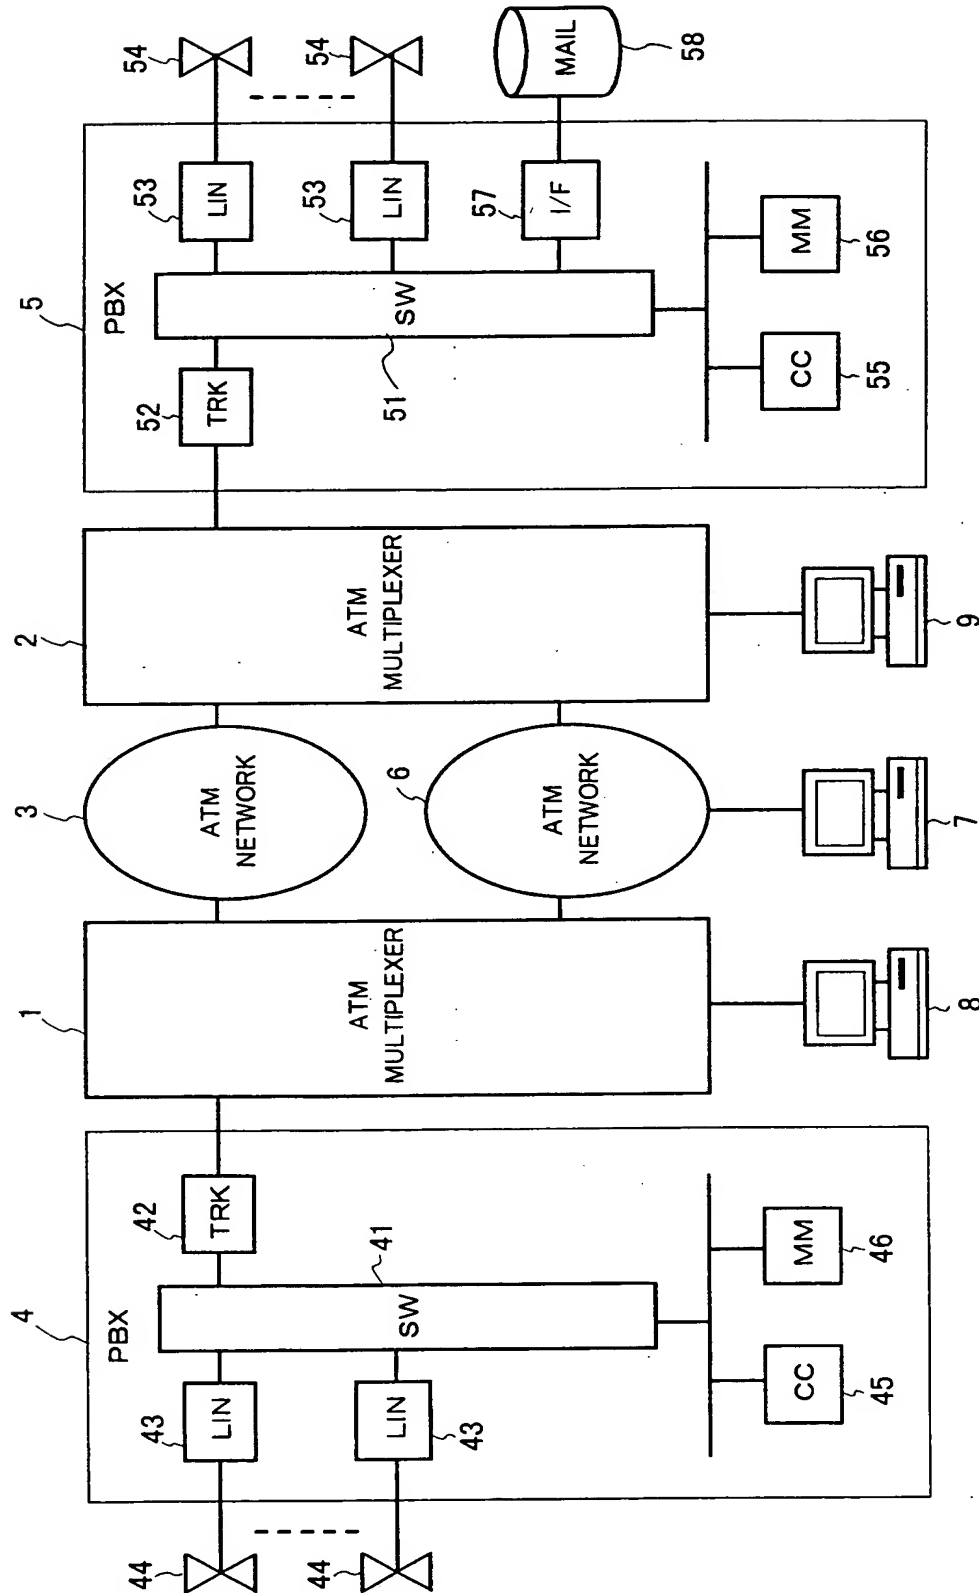 4
PBX
44
43
LIN
44
43
LIN
41
SW
42
TRK
CC
45
MM
46
1
ATM
MULTIPLEXER
8
3
ATM
NETWORK
6
ATM
NETWORK
7
2
ATM
MULTIPLEXER
9
5
PBX
52
TRK
51
SW
53
LIN
54
53
LIN
54
57
I/F
MAIL
58
CC
55
MM
56